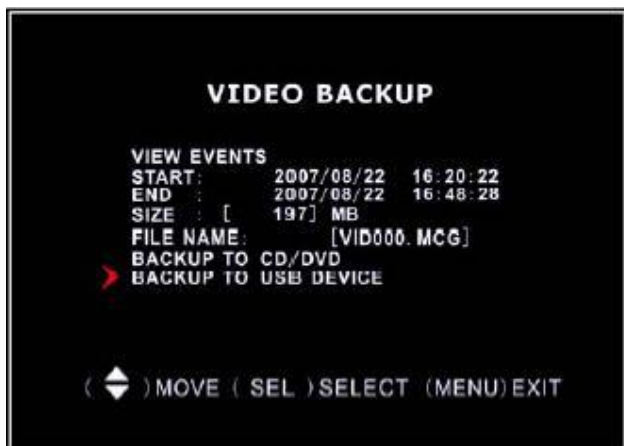 VIDEO BACKUP
VIEW EVENTS
START: 2007/08/22 16:20:22
END : 2007/08/22 16:48:28
SIZE : [ 197] MB
FILE NAME: [VID000.MCG]
BACKUP TO CD/DVD
BACKUP TO USB DEVICE
( )MOVE ( SEL )SELECT (MENU)EXIT